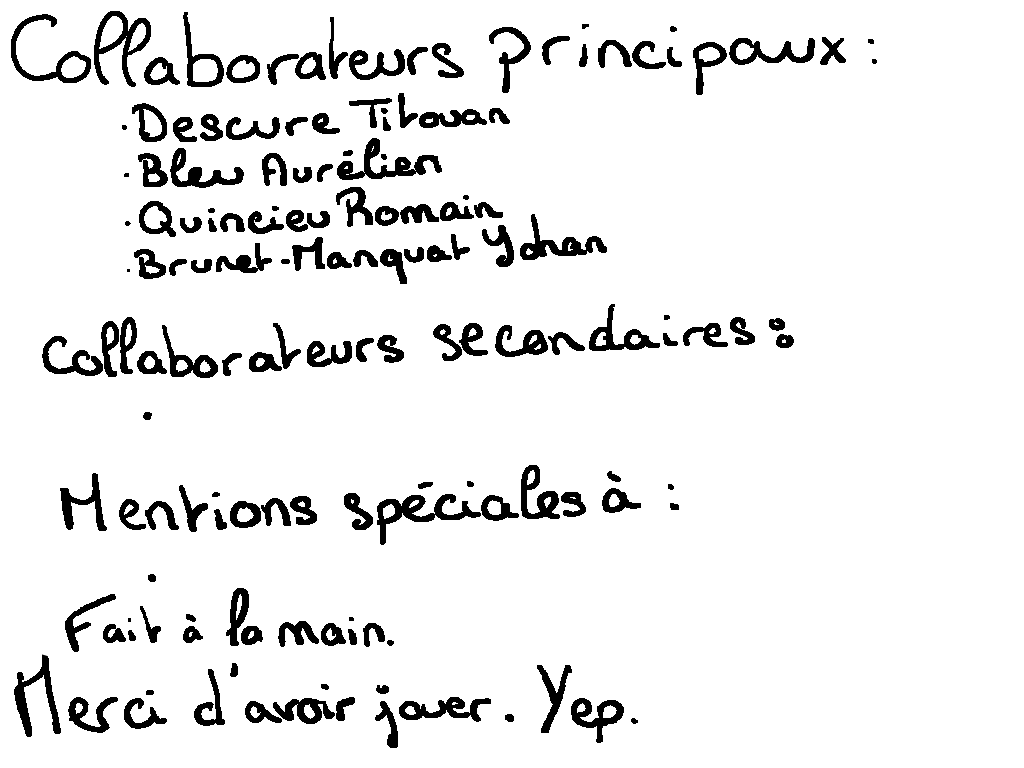 Collaborateurs principaux :
· Descure Titouan
· Bleu Aurélien
· Quincieu Romain
· Brunet-Manquat Yohan
Collaborateurs secondaires :
·
Mentions spéciales à :
·
Fait à la main.
Merci d'avoir jouer. Yep.